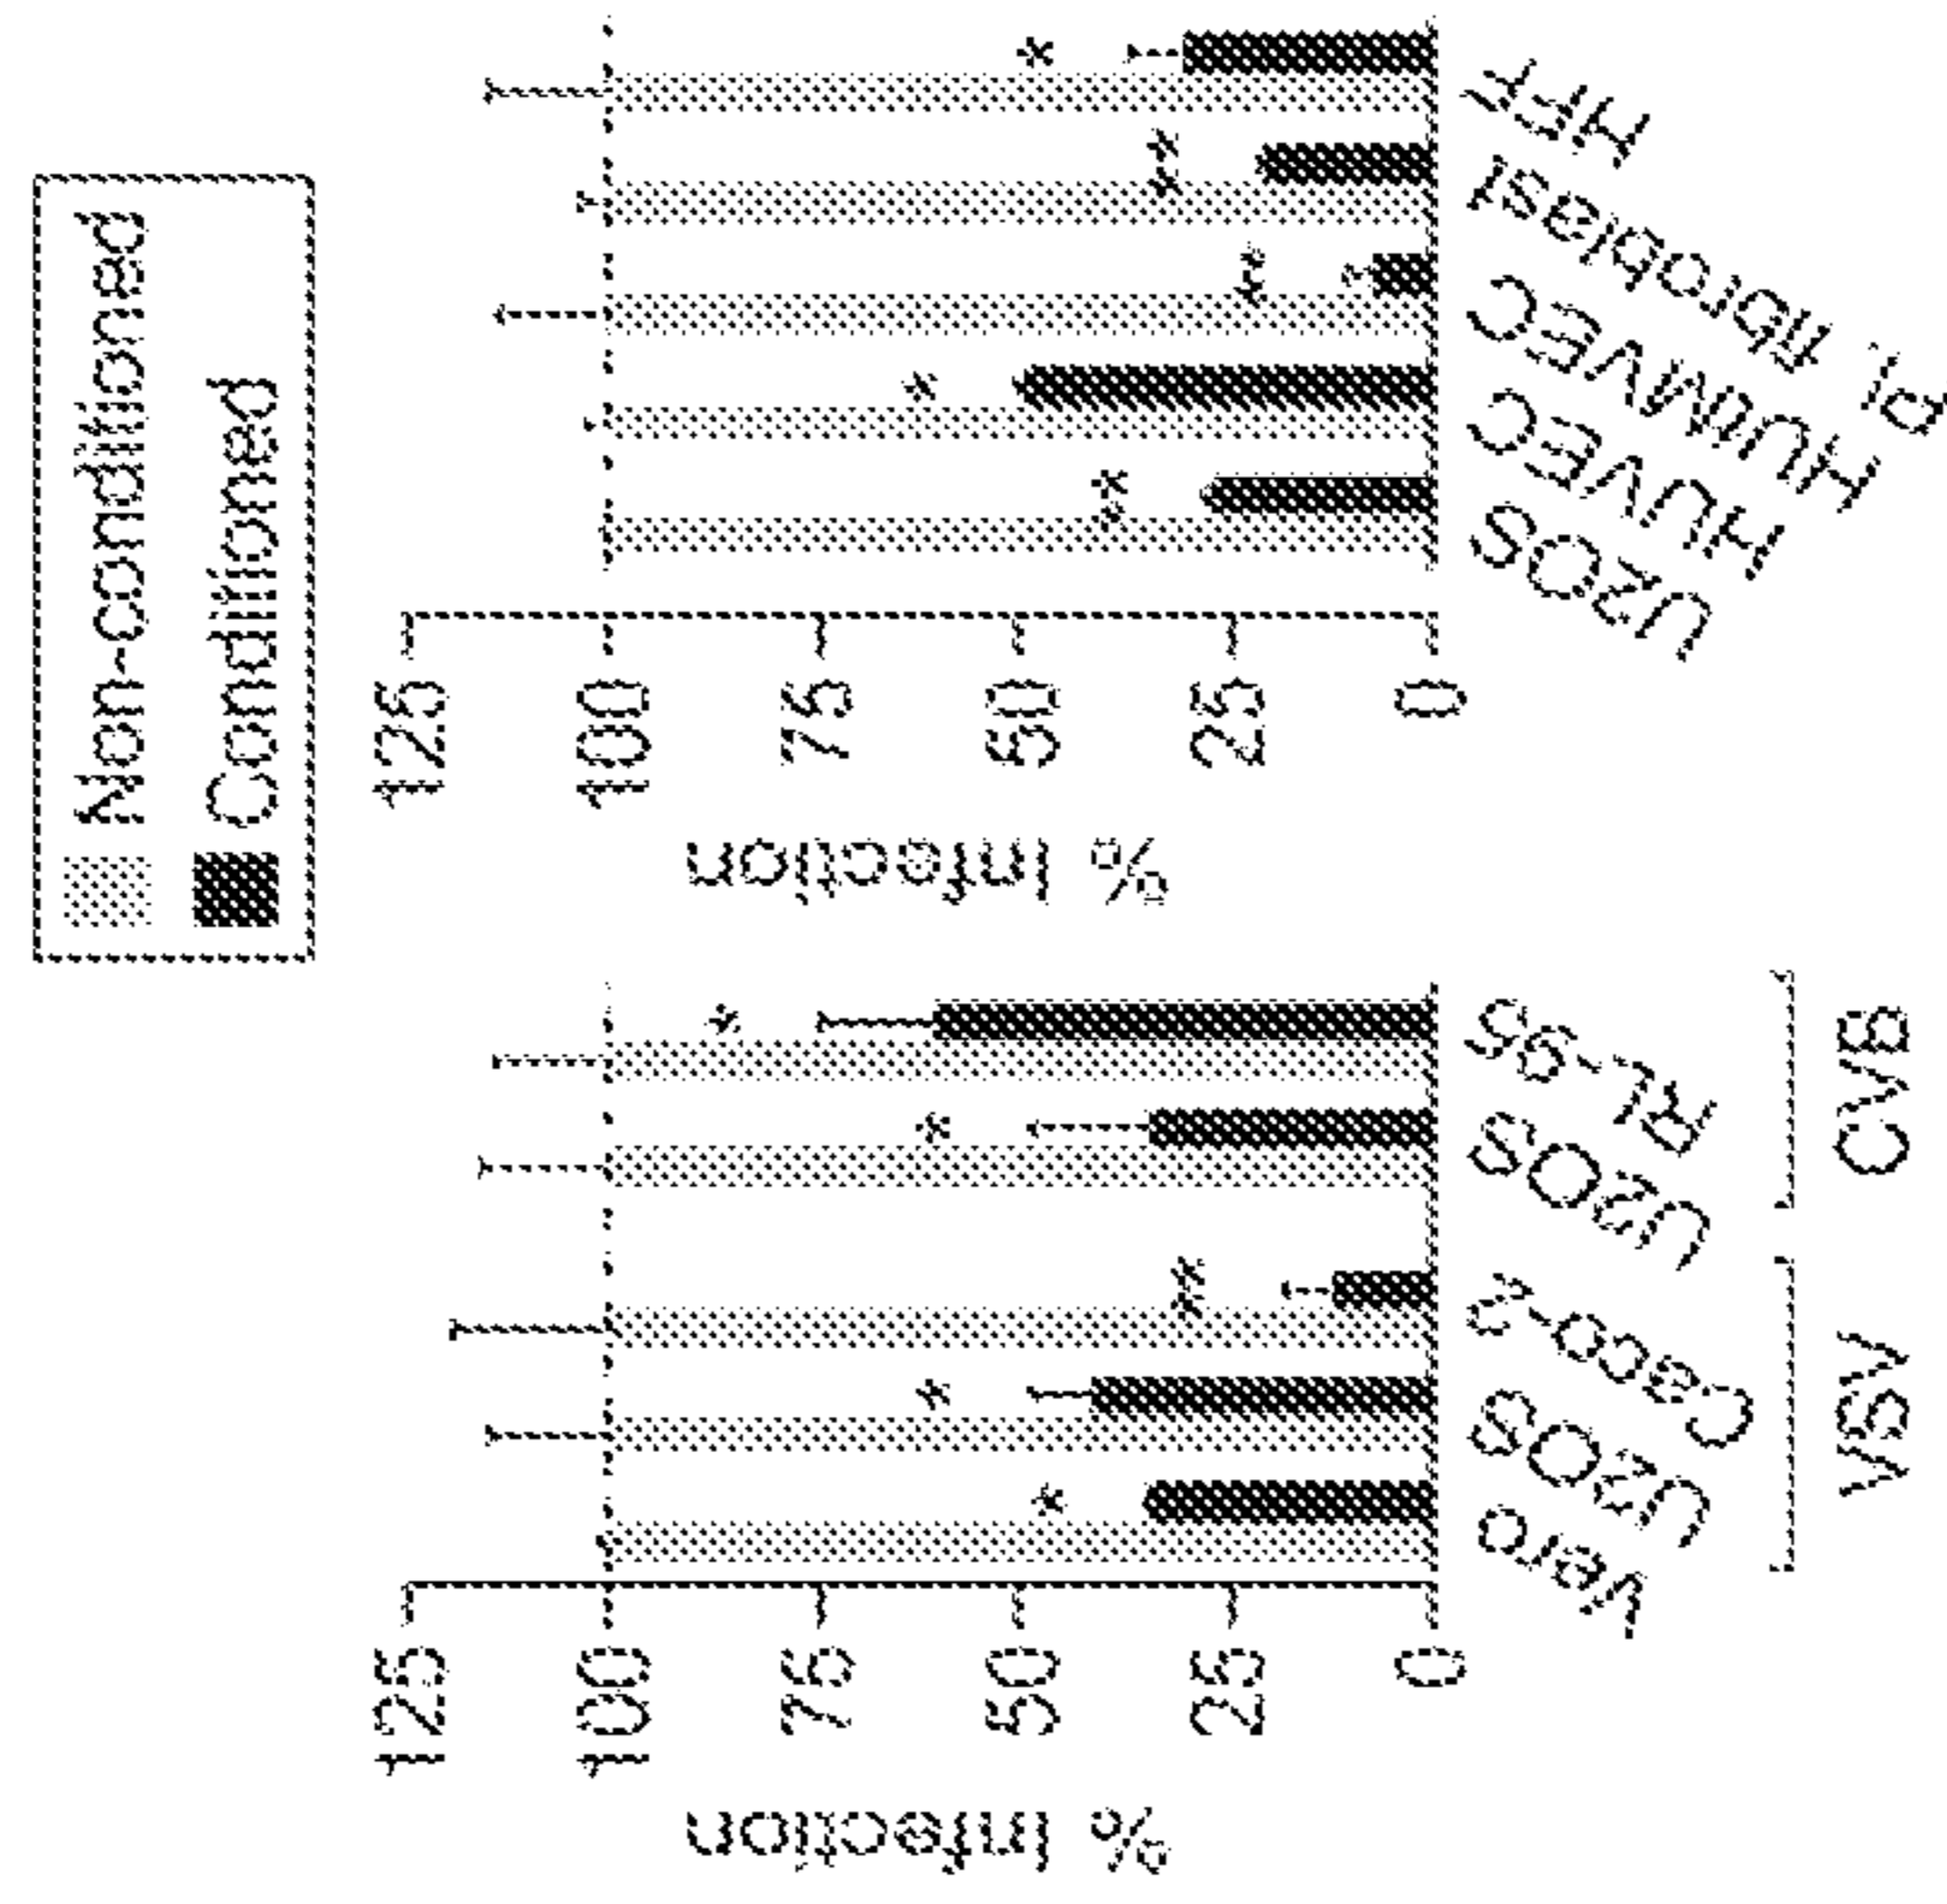 Non-conditioned
Conditioned
% Infection
125
100
75
50
25
0
*
*
**
*
*
Vero
U2OS
Caco-2
U2OS
RL-95
VSV
CVB
% Infection
125
100
75
50
25
0
**
*
**
**
*
U2OS
HUVEC
HUMVEC
pl. fibroblast
HFF